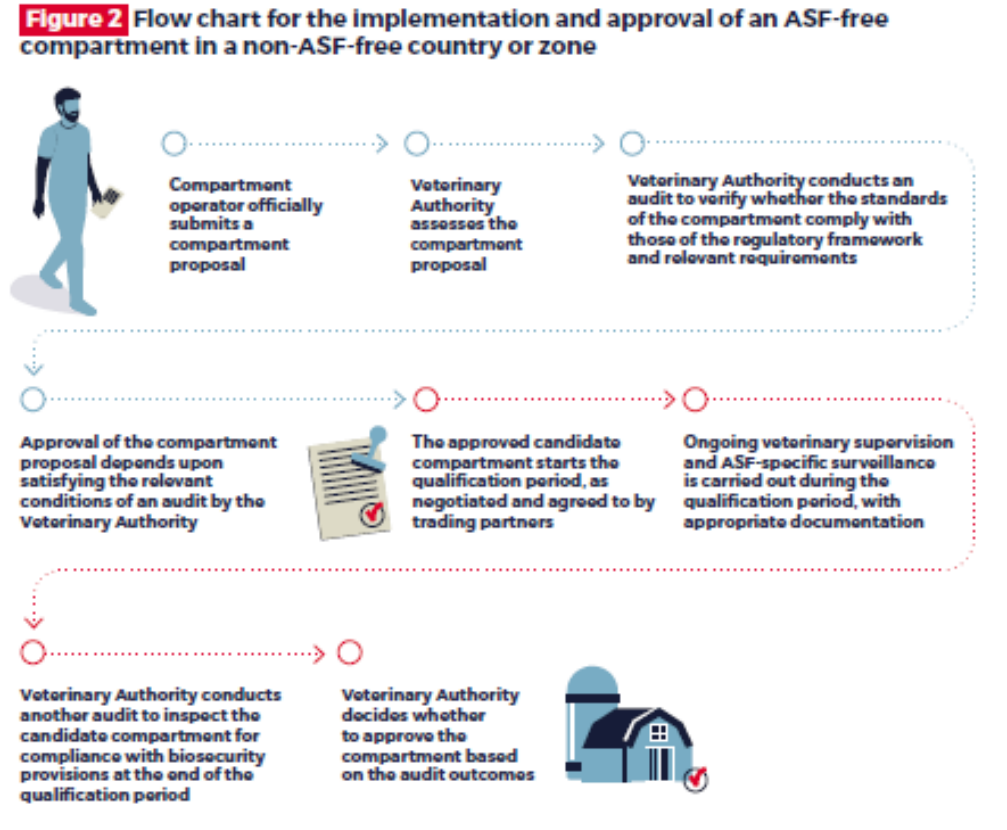 Figure 2 Flow chart for the implementation and approval of an ASF-free
compartment in a non-ASF-free country or zone
Compartment
operator officially
submits a
compartment
proposal
Veterinary
Authority
assesses the
compartment
proposal
Veterinary Authority conducts an
audit to verify whether the standards
of the compartment comply with
those of the regulatory framework
and relevant requirements
Approval of the compartment
proposal depends upon
satisfying the relevant
conditions of an audit by the
Veterinary Authority
The approved candidate
compartment starts the
qualification period, as
negotiated and agreed to by
trading partners
Ongoing veterinary supervision
and ASF-specific surveillance
is carried out during the
qualification period, with
appropriate documentation
Veterinary Authority conducts
another audit to inspect the
candidate compartment for
compliance with biosecurity
provisions at the end of the
qualification period
Veterinary Authority
decides whether
to approve the
compartment based
on the audit outcomes